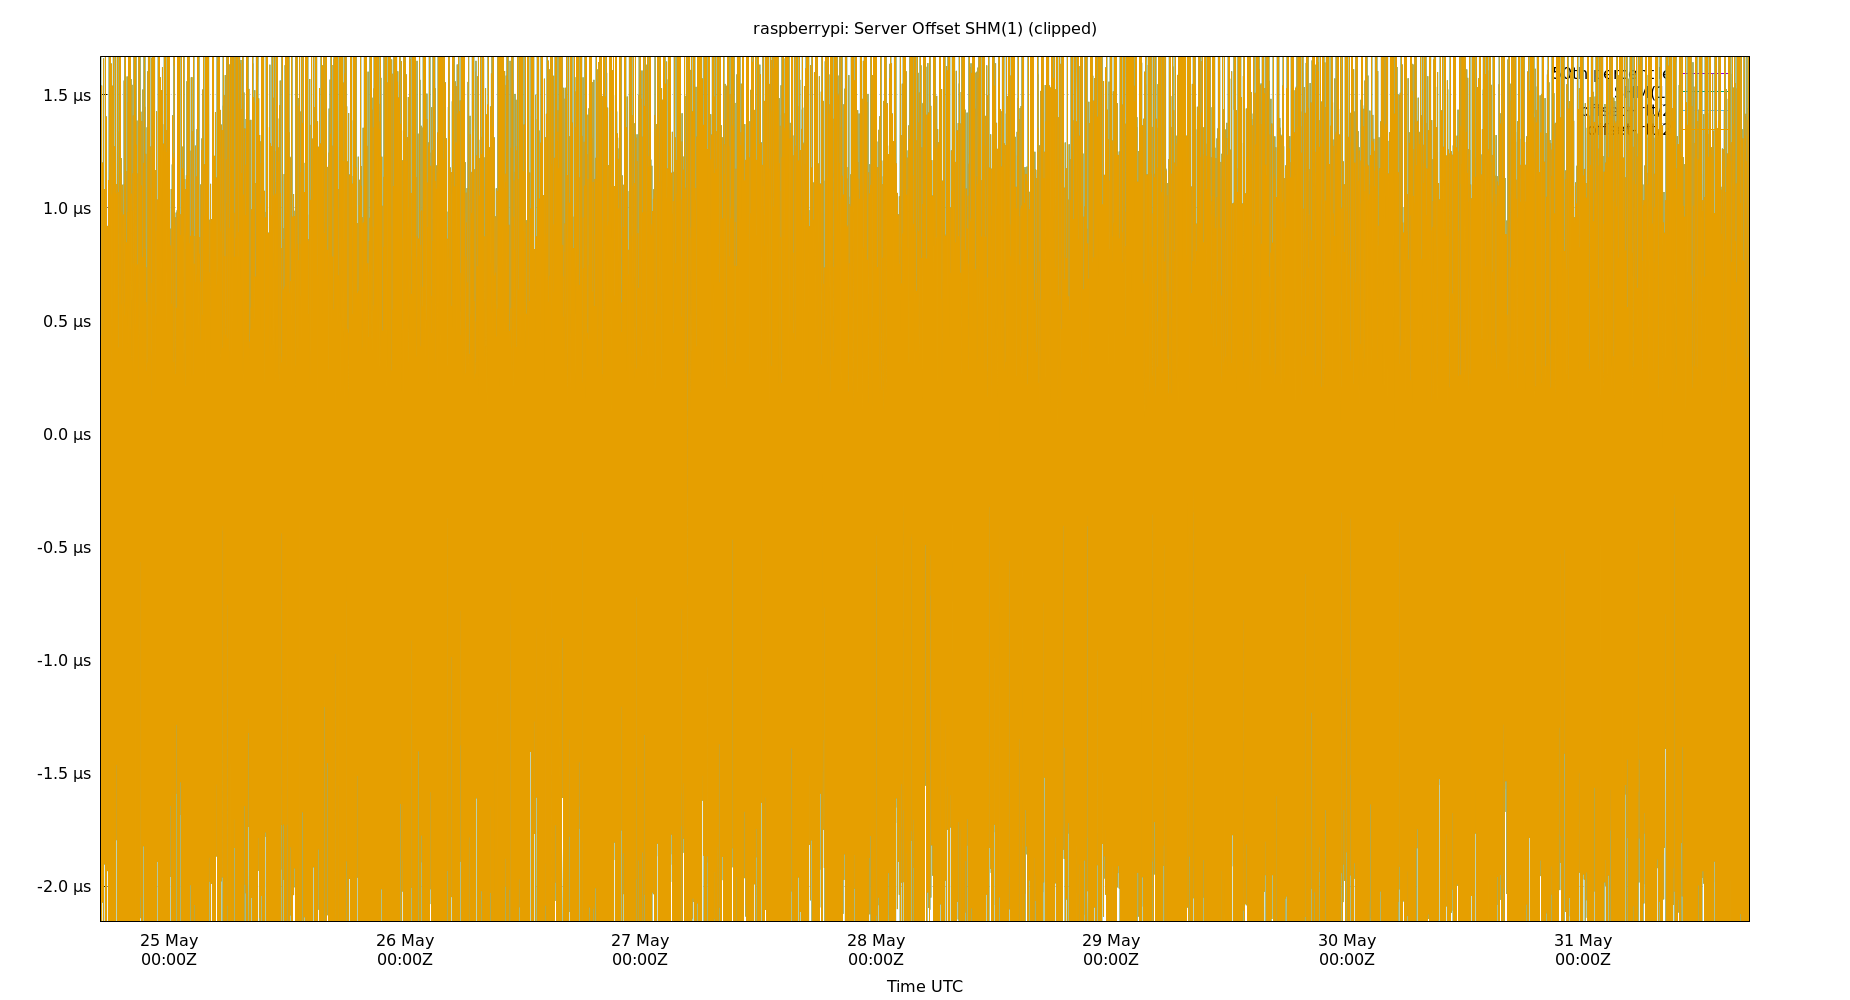 raspberrypi: Server Offset SHM(1) (clipped)
50th percentile
1.5 µs
1.0 µs
0.5 µs
0.0 µs
-0.5 µs
-1.0 µs
-1.5 µs
-2.0 µs
25 May 26 May 27 May 28 May 29 May 30 May 31 May
00:00Z 00:00Z 00:00Z 00:00Z 00:00Z 00:00Z 00:00Z
Time UTC